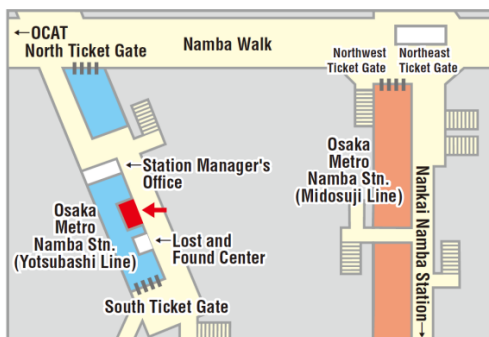 ←OCAT
North Ticket Gate
Namba Walk
Northwest
Ticket Gate
Northeast
Ticket Gate
Station Manager's
Office
Osaka
Metro
Namba Stn.
(Midosuji Line)
Nankai Namba Station→
Osaka
Metro
Namba Stn.
(Yotsubashi Line)
Lost and
Found Center
South Ticket Gate